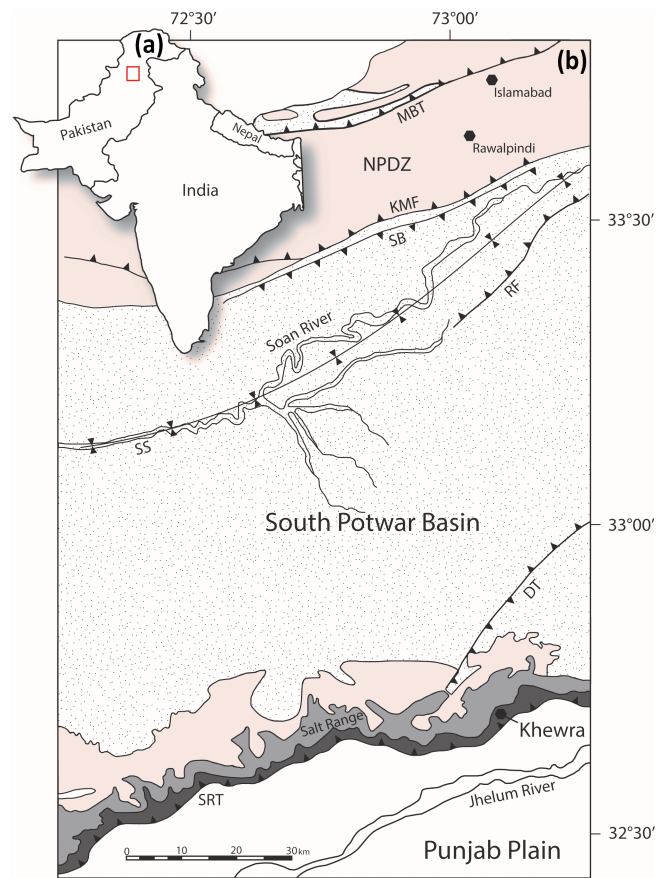 72°30' 73°00'
(a)
(b)
Islamabad
MBT
Pakistan
Nepal
Rawalpindi
India
NPDZ
KMF
SB
33°30'
RF
Soan River
SS
South Potwar Basin
33°00'
DT
Salt Range
Khewra
SRT
Jhelum River
0 10 20 30 km
Punjab Plain
32°30'